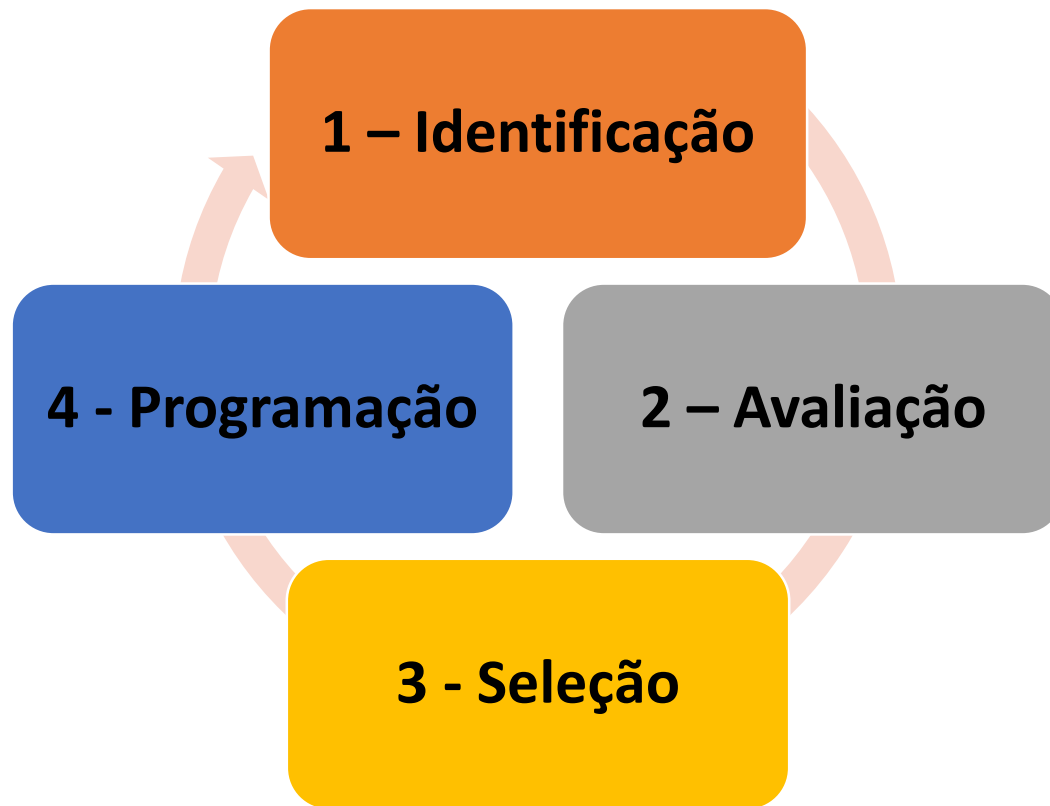 1 – Identificação
2 – Avaliação
3 - Seleção
4 - Programação